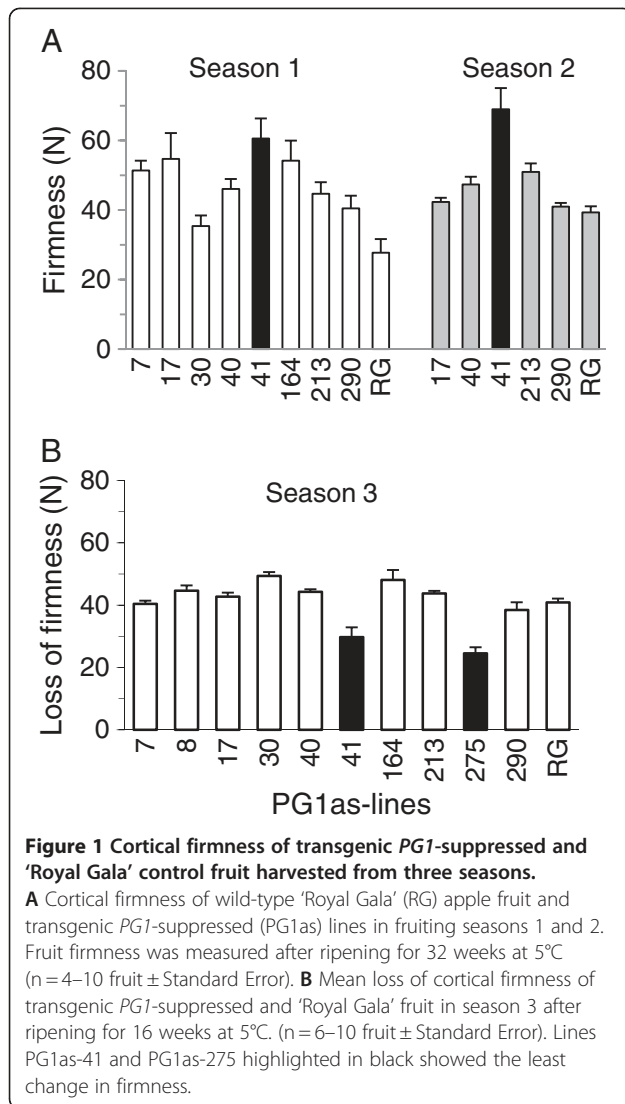 A
Season 1
Season 2
Firmness (N)
80
60
40
20
0
7
17
30
40
41
164
213
290
RG
17
40
41
213
290
RG
B
Season 3
Loss of firmness (N)
80
60
40
20
0
7
8
17
30
40
41
164
213
275
290
RG
PG1as-lines
Figure 1 Cortical firmness of transgenic PG1-suppressed and
‘Royal Gala’ control fruit harvested from three seasons.
A Cortical firmness of wild-type ‘Royal Gala’ (RG) apple fruit and
transgenic PG1-suppressed (PG1as) lines in fruiting seasons 1 and 2.
Fruit firmness was measured after ripening for 32 weeks at 5°C
(n = 4–10 fruit ± Standard Error). B Mean loss of cortical firmness of
transgenic PG1-suppressed and ‘Royal Gala’ fruit in season 3 after
ripening for 16 weeks at 5°C. (n = 6–10 fruit ± Standard Error). Lines
PG1as-41 and PG1as-275 highlighted in black showed the least
change in firmness.